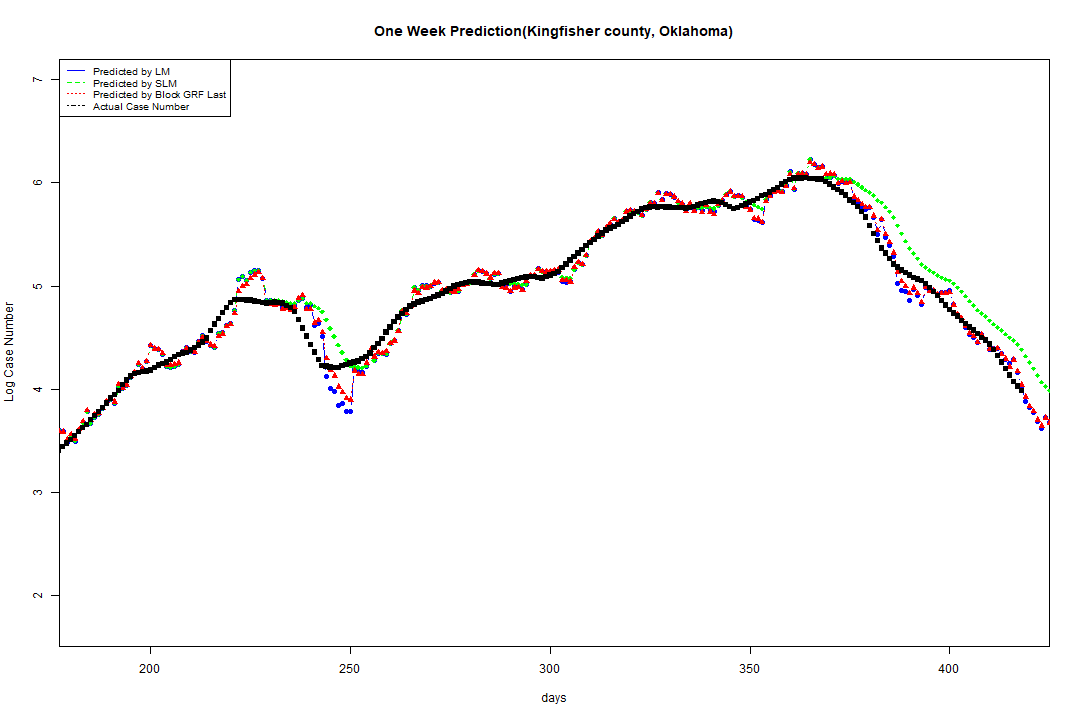 One Week Prediction(Kingfisher county, Oklahoma)
Predicted by LM
Predicted by SLM
Predicted by Block GRF Last
Actual Case Number
7
6
5
4
3
2
Log Case Number
200 250 300 350 400
days